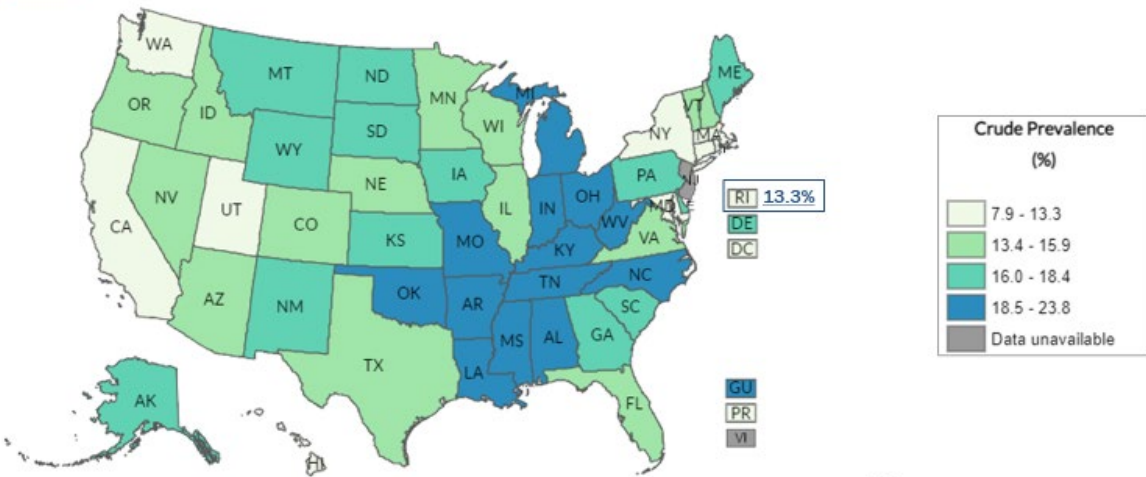 WA
MT
ND
MN
ME
OR
ID
SD
WI
MI
VT
NY
MA
WY
IA
PA
NJ
NE
NV
UT
IL
IN
OH
MD
CA
CO
KS
MO
WV
VA
KY
AZ
NM
OK
AR
TN
NC
SC
MS
AL
GA
TX
LA
FL
AK
HI
RI 13.3%
DE
DC
GU
PR
VI
Crude Prevalence
(%)
7.9 - 13.3
13.4 - 15.9
16.0 - 18.4
18.5 - 23.8
Data unavailable